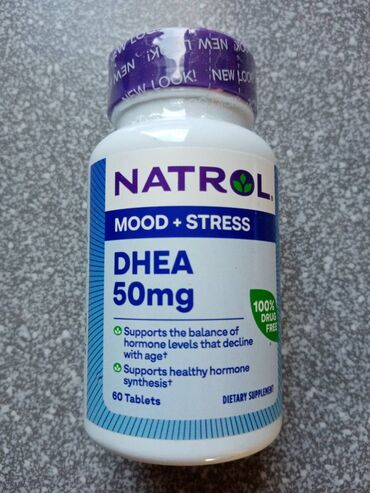 NEW LOOK!
NATROL
MOOD + STRESS
DHEA
50mg
100%
DRUG
FREE
Supports the balance of
hormone levels that decline
with age†
Supports healthy hormone
synthesis†
60 Tablets
DIETARY SUPPLEMENT